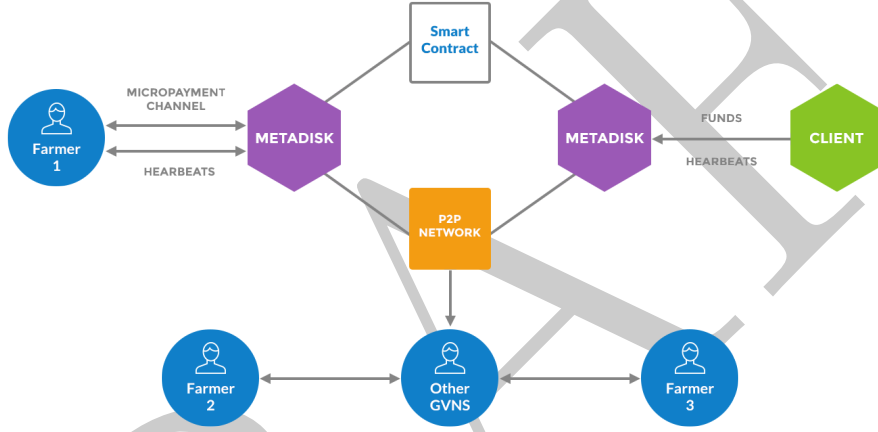 Smart
Contract
MICROPAYMENT
CHANNEL
Farmer
1
HEARBEATS
METADISK
METADISK
FUNDS
HEARBEATS
CLIENT
P2P
NETWORK
Farmer
2
Other
GVNS
Farmer
3